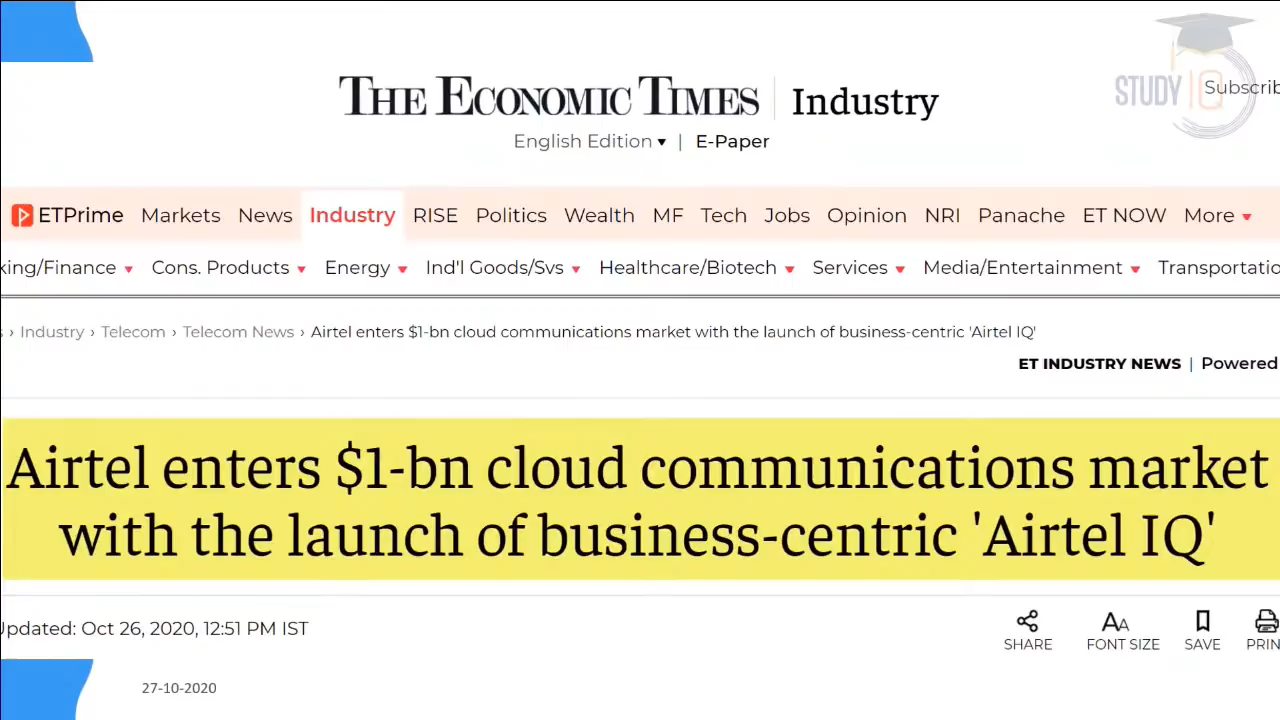 STUDY IQ
Subscrib
THE ECONOMIC TIMES | Industry
English Edition ▾ | E-Paper
ETPrime Markets News Industry RISE Politics Wealth MF Tech Jobs Opinion NRI Panache ET NOW More
king/Finance Cons. Products Energy Ind'l Goods/Svs Healthcare/Biotech Services Media/Entertainment Transportatio
s › Industry › Telecom › Telecom News › Airtel enters $1-bn cloud communications market with the launch of business-centric 'Airtel IQ'
ET INDUSTRY NEWS | Powered
Airtel enters $1-bn cloud communications market
with the launch of business-centric 'Airtel IQ'
Updated: Oct 26, 2020, 12:51 PM IST
SHARE FONT SIZE SAVE PRIN
27-10-2020